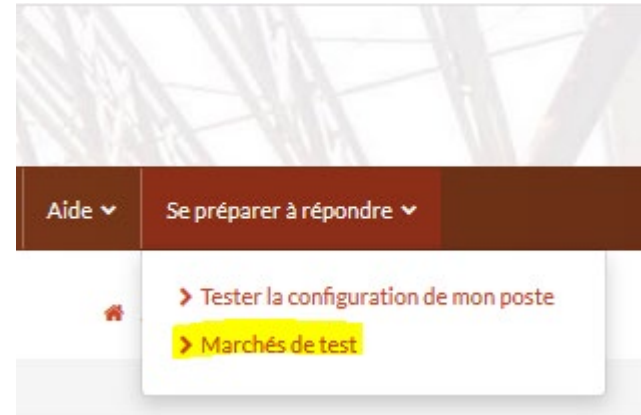 Aide
Se préparer à répondre
Tester la configuration de mon poste
Marchés de test